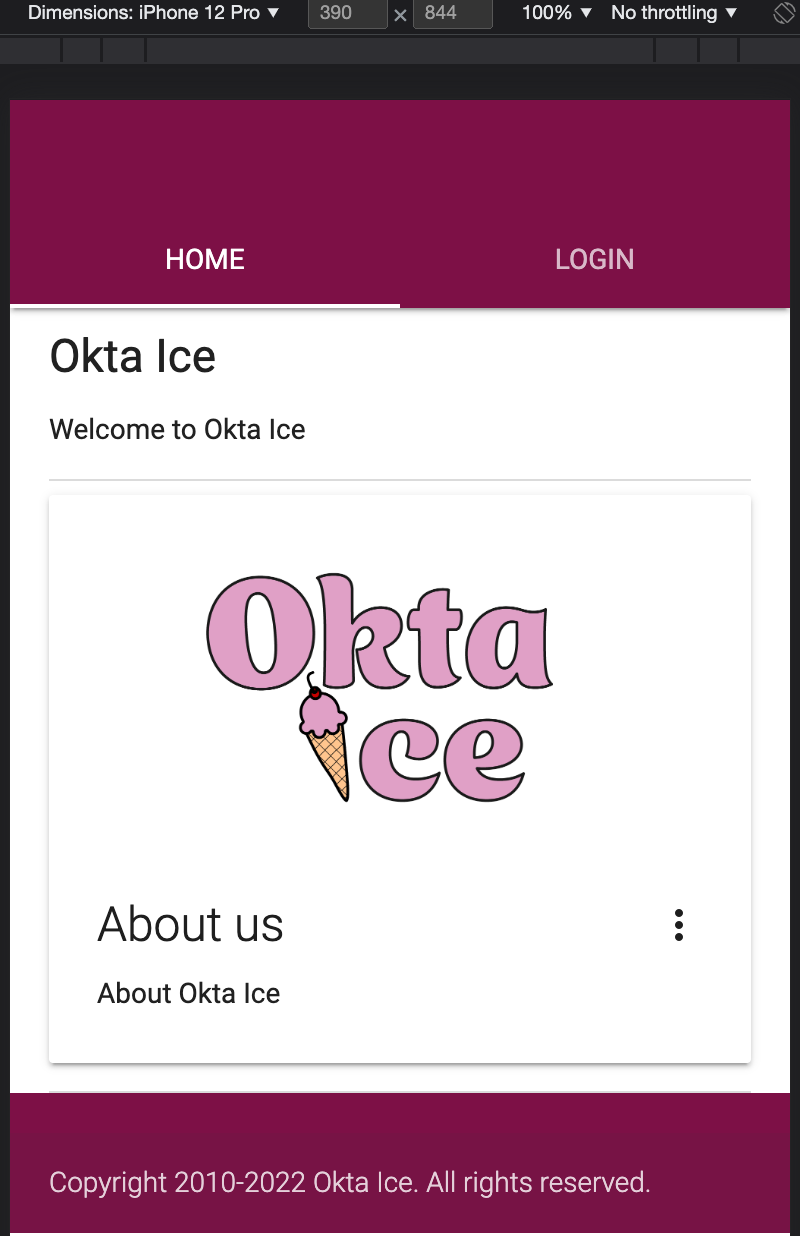 Dimensions: iPhone 12 Pro ▼ 390 × 844 100% ▼ No throttling ▼
HOME LOGIN
Okta Ice
Welcome to Okta Ice
Okta
ce
About us
About Okta Ice
Copyright 2010-2022 Okta Ice. All rights reserved.